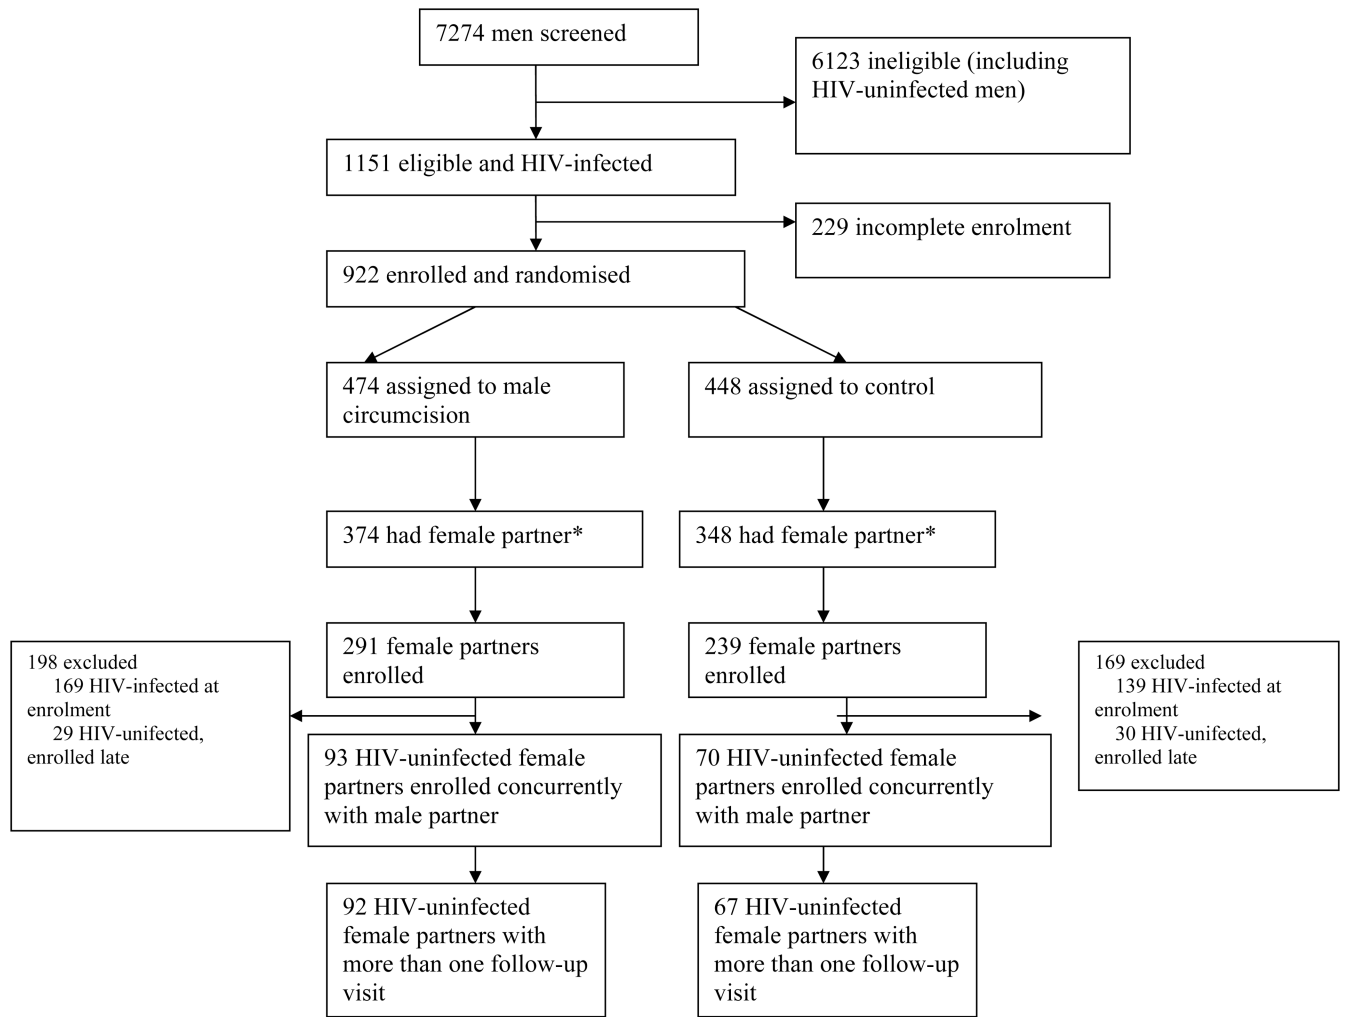 7274 men screened
6123 ineligible (including
HIV-uninfected men)
1151 eligible and HIV-infected
229 incomplete enrolment
922 enrolled and randomised
474 assigned to male
circumcision
448 assigned to control
374 had female partner*
348 had female partner*
291 female partners
enrolled
239 female partners
enrolled
198 excluded
169 HIV-infected at
enrolment
29 HIV-unifected,
enrolled late
169 excluded
139 HIV-infected at
enrolment
30 HIV-unifected,
enrolled late
93 HIV-uninfected female
partners enrolled concurrently
with male partner
70 HIV-uninfected female
partners enrolled concurrently
with male partner
92 HIV-uninfected
female partners with
more than one follow-up
visit
67 HIV-uninfected
female partners with
more than one follow-up
visit